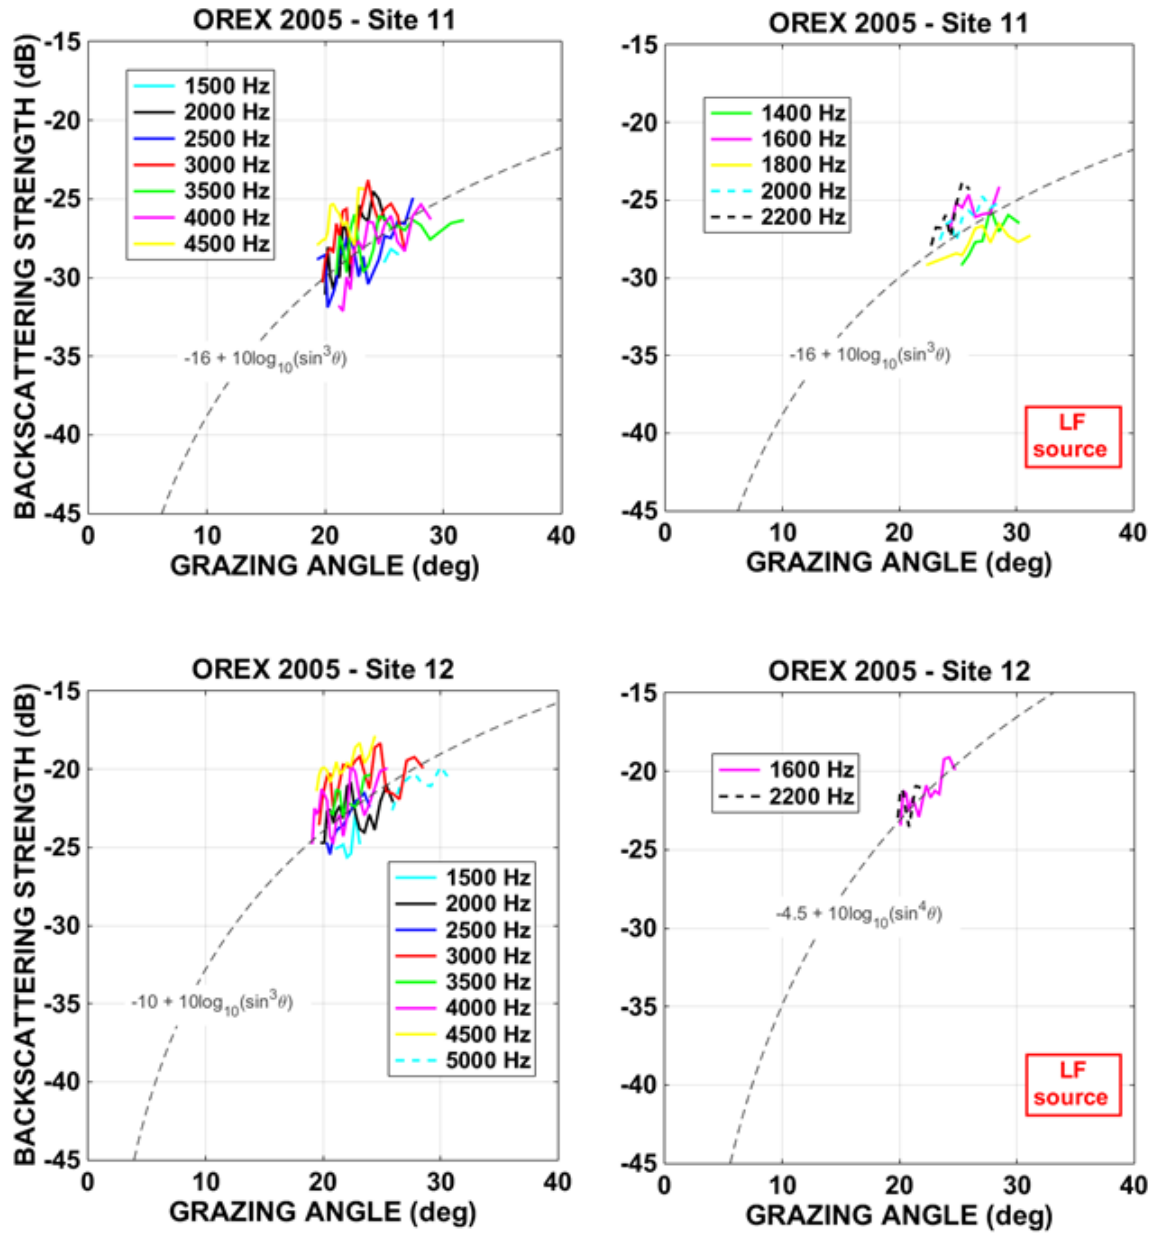 OREX 2005 - Site 11
BACKSCATTERING STRENGTH (dB)
-15
-20
-25
-30
-35
-40
-45
1500 Hz
2000 Hz
2500 Hz
3000 Hz
3500 Hz
4000 Hz
4500 Hz
-16 + 10log10(sin³θ)
0 10 20 30 40
GRAZING ANGLE (deg)
OREX 2005 - Site 11
-15
-20
-25
-30
-35
-40
-45
1400 Hz
1600 Hz
1800 Hz
2000 Hz
2200 Hz
-16 + 10log10(sin³θ)
LF
source
0 10 20 30 40
GRAZING ANGLE (deg)
OREX 2005 - Site 12
BACKSCATTERING STRENGTH (dB)
-15
-20
-25
-30
-35
-40
-45
1500 Hz
2000 Hz
2500 Hz
3000 Hz
3500 Hz
4000 Hz
4500 Hz
5000 Hz
-10 + 10log10(sin³θ)
0 10 20 30 40
GRAZING ANGLE (deg)
OREX 2005 - Site 12
-15
-20
-25
-30
-35
-40
-45
1600 Hz
2200 Hz
-4.5 + 10log10(sin⁴θ)
LF
source
0 10 20 30 40
GRAZING ANGLE (deg)